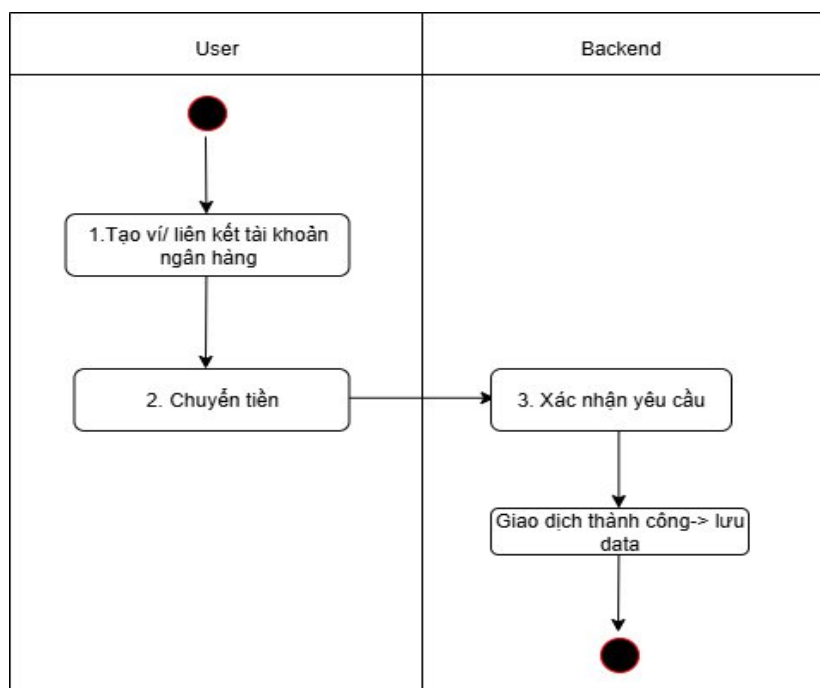 User
Backend
1.Tạo ví/ liên kết tài khoản
ngân hàng
2. Chuyển tiền
3. Xác nhận yêu cầu
Giao dịch thành công-> lưu
data